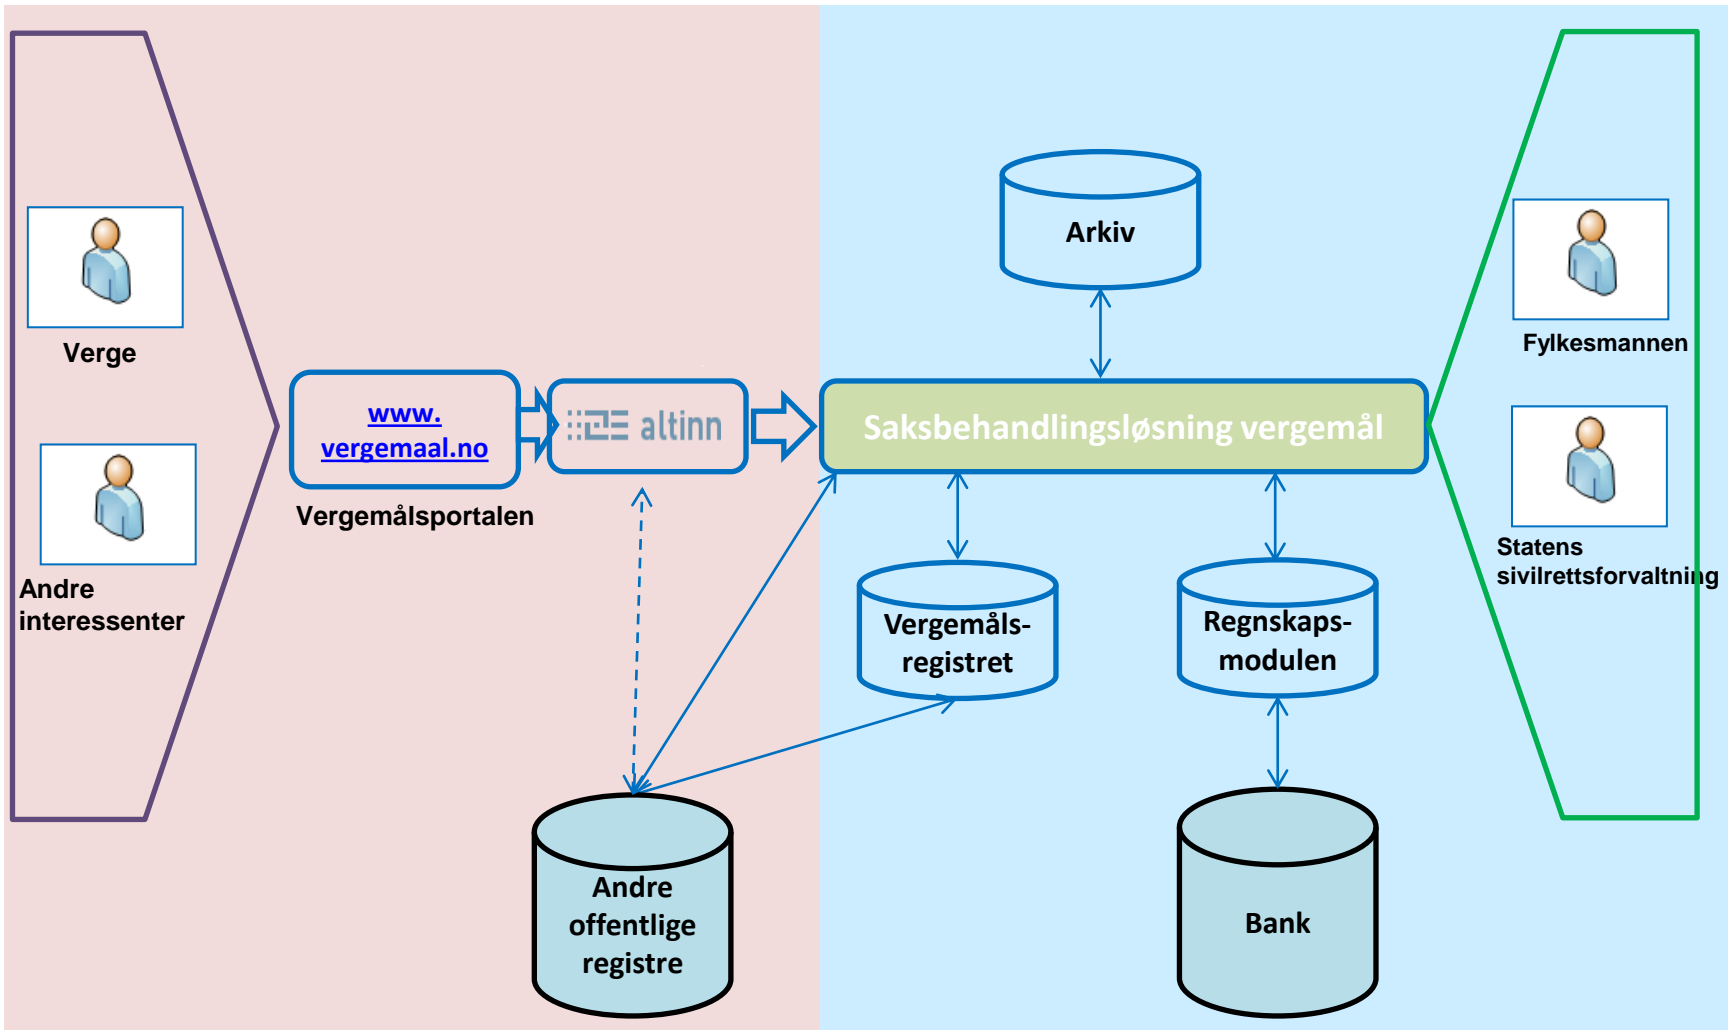 Verge
Andre
interessenter
www.
vergemaal.no
Vergemålsportalen
altinn
Arkiv
Saksbehandlingsløsning vergemål
Vergemåls-
registret
Regnskaps-
modulen
Andre
offentlige
registre
Bank
Fylkesmannen
Statens
sivilrettsforvaltning